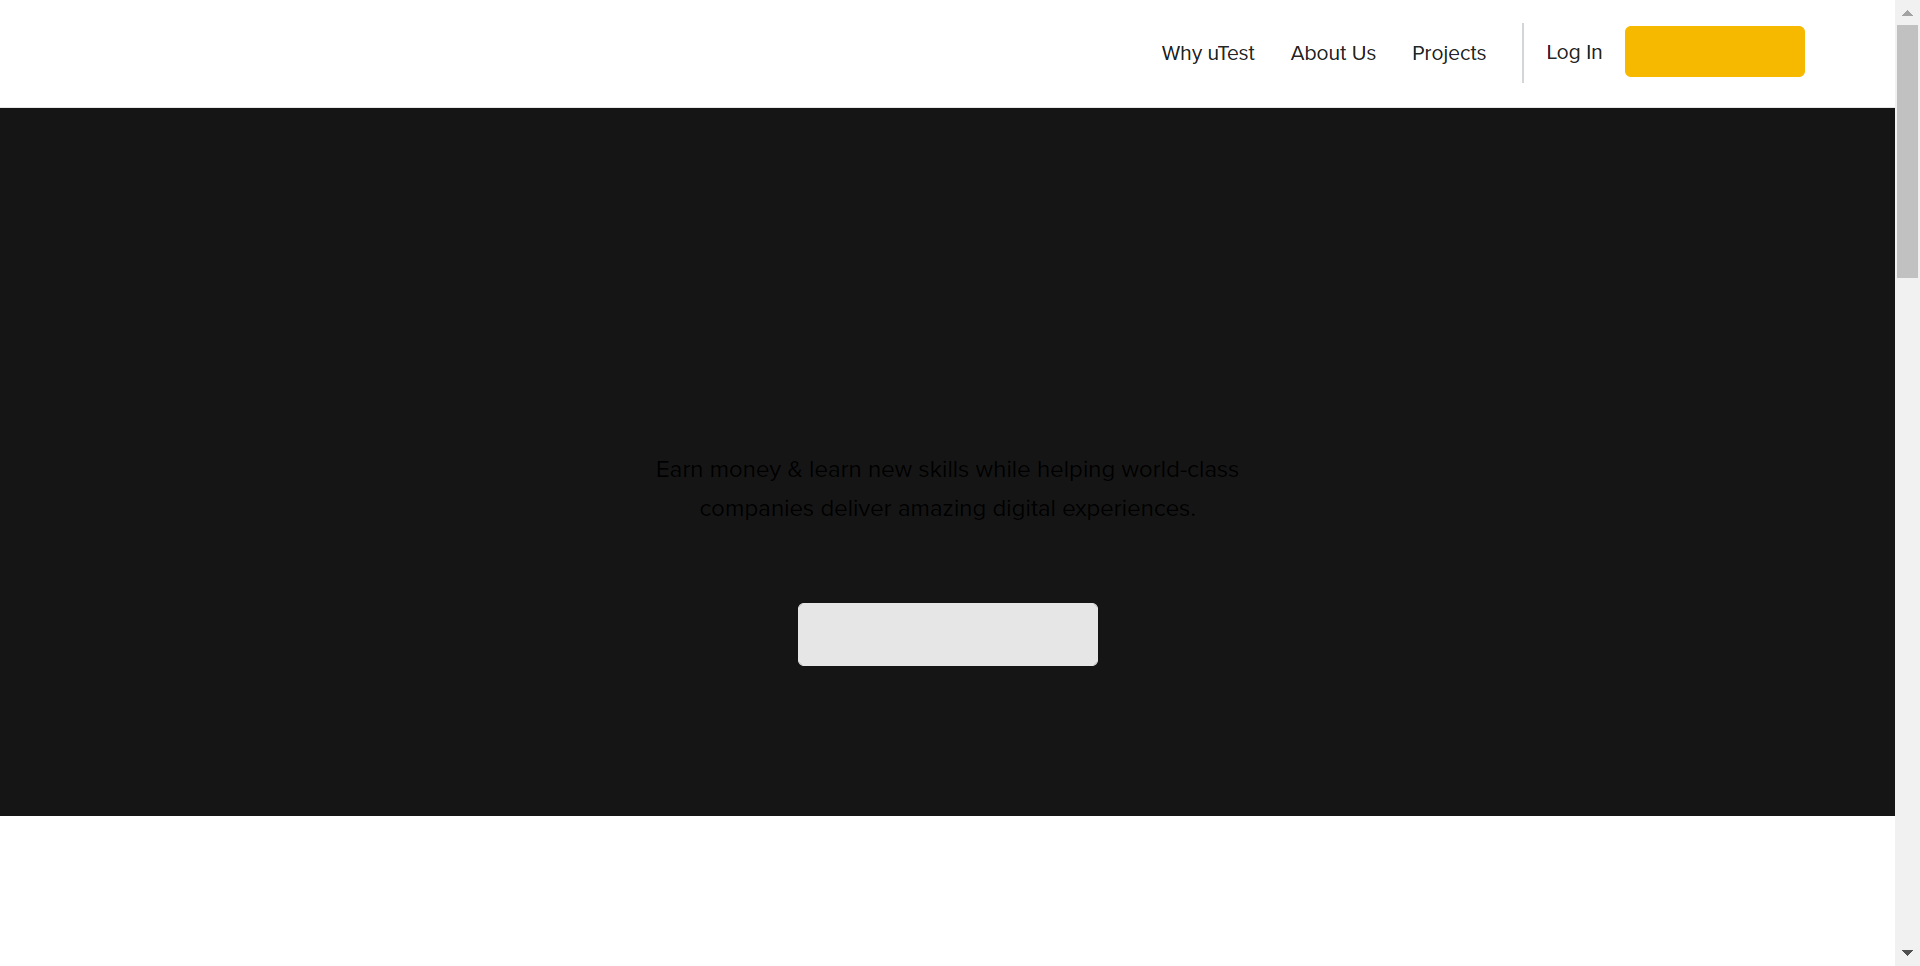 Why uTest
About Us
Projects
Log In
Earn money & learn new skills while helping world-class
companies deliver amazing digital experiences.